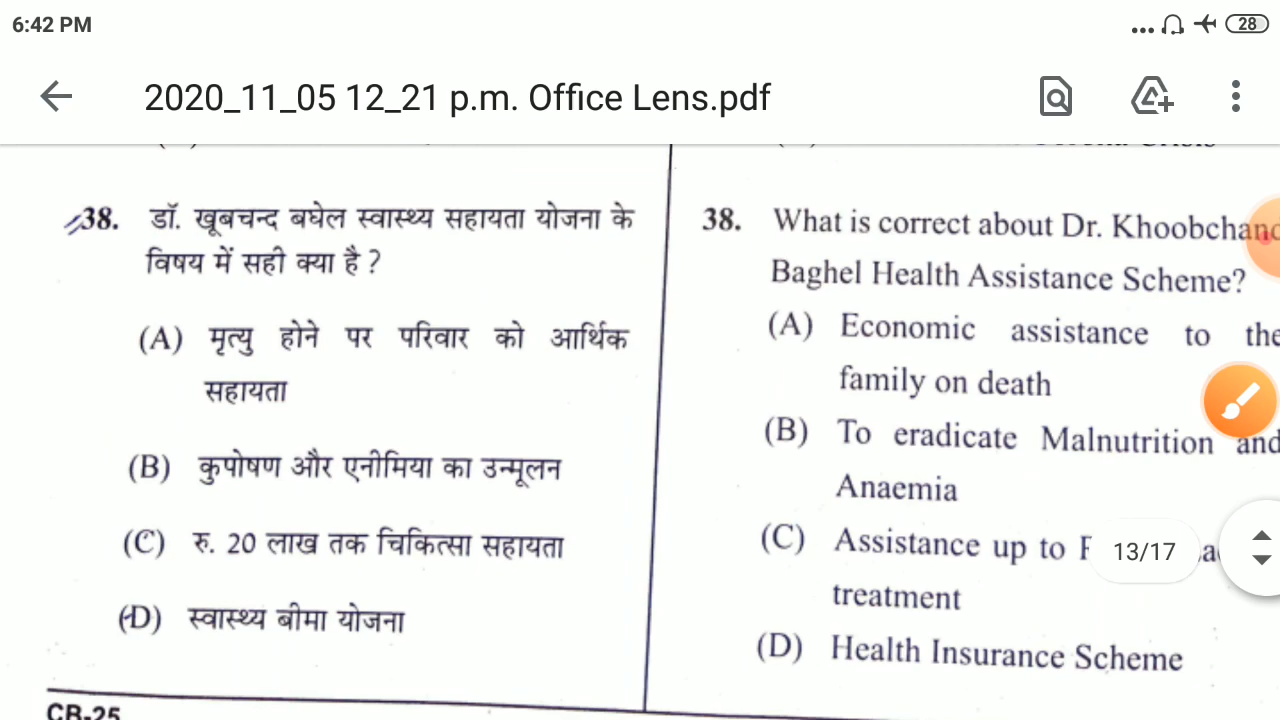 6:42 PM
28
2020_11_05 12_21 p.m. Office Lens.pdf
38. डॉ. खूबचन्द बघेल स्वास्थ्य सहायता योजना के
विषय में सही क्या है ?
(A) मृत्यु होने पर परिवार को आर्थिक
सहायता
(B) कुपोषण और एनीमिया का उन्मूलन
(C) रु. 20 लाख तक चिकित्सा सहायता
(D) स्वास्थ्य बीमा योजना
CB-25
38. What is correct about Dr. Khoobchand
Baghel Health Assistance Scheme?
(A) Economic assistance to the
family on death
(B) To eradicate Malnutrition and
Anaemia
(C) Assistance up to
treatment
(D) Health Insurance Scheme
13/17